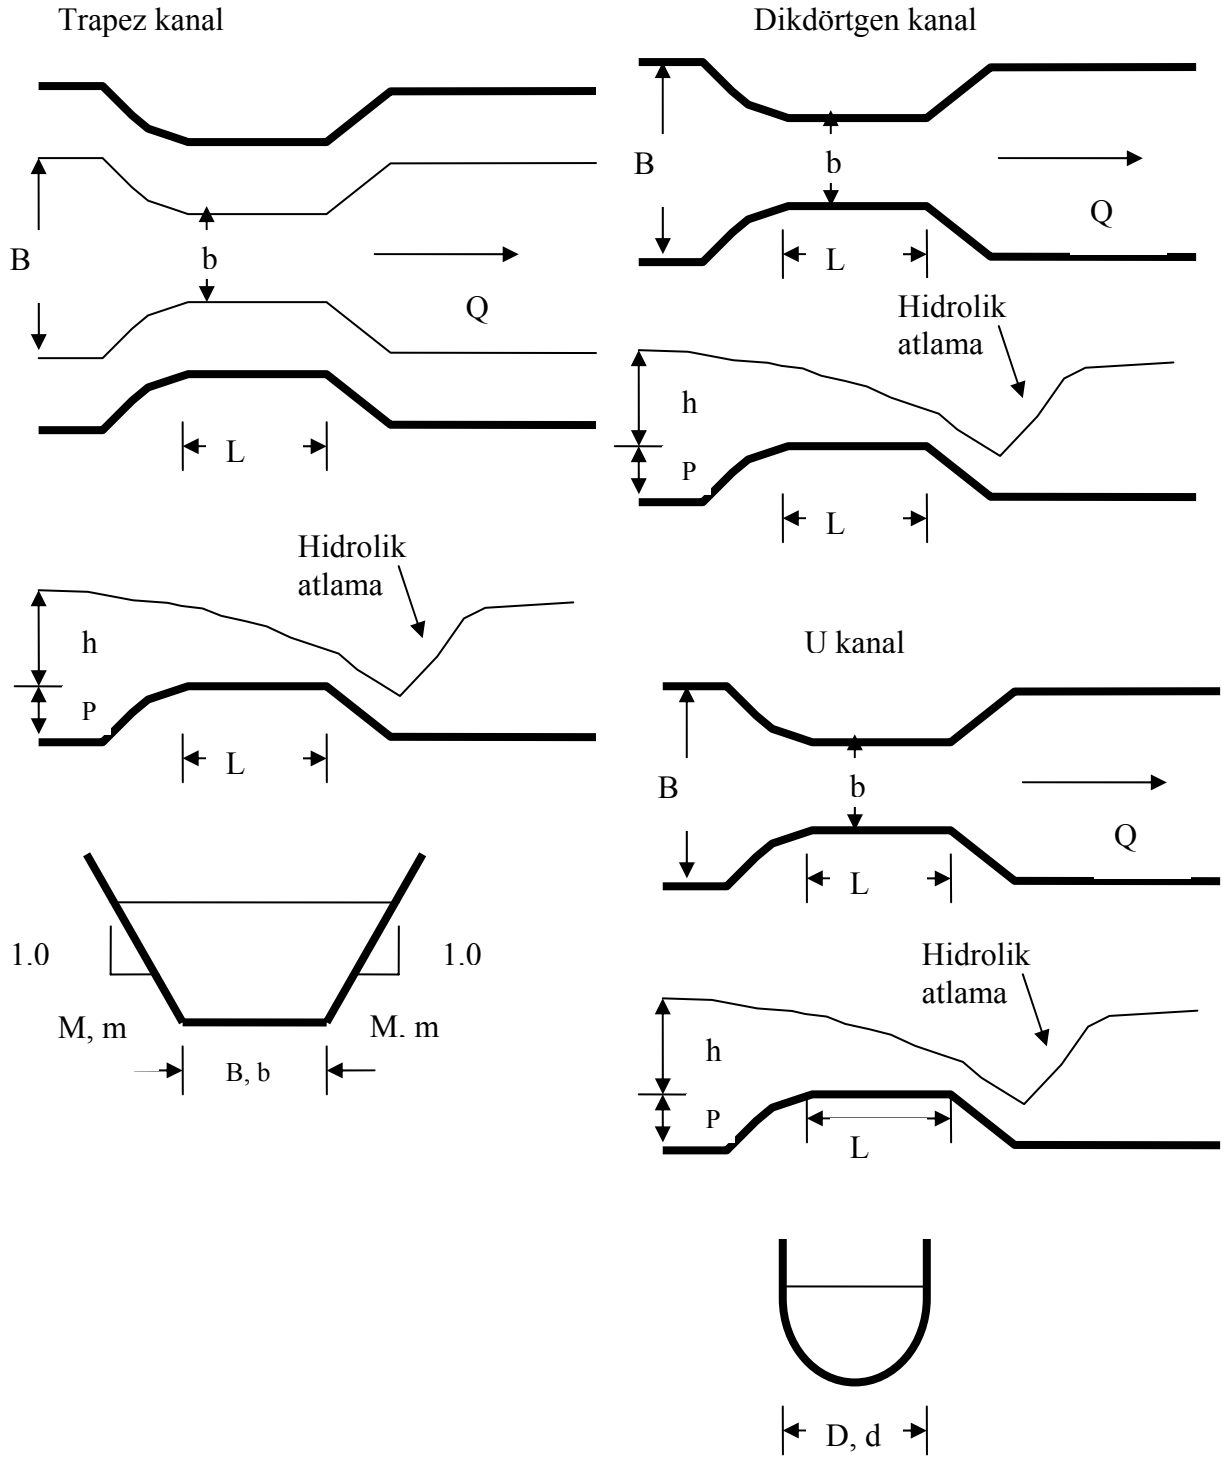 Trapez kanal
B
b
Q
L
Hidrolik
atlama
h
P
L
1.0
1.0
M, m
M, m
B, b
Dikdörtgen kanal
B
b
Q
L
Hidrolik
atlama
h
P
L
U kanal
B
b
Q
L
Hidrolik
atlama
h
P
L
D, d